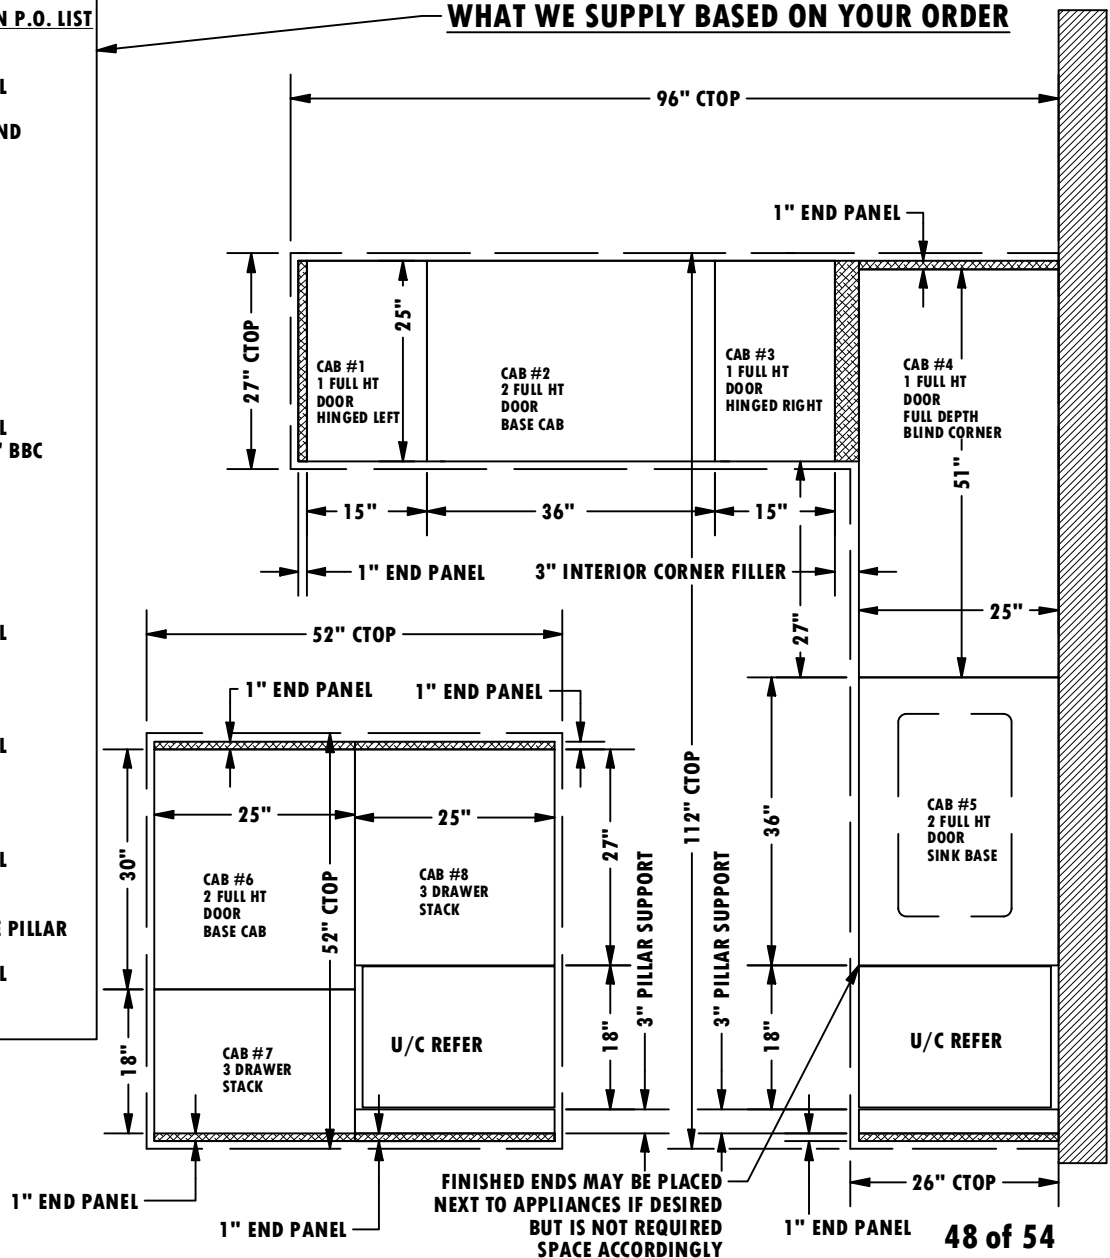 N P.O. LIST
WHAT WE SUPPLY BASED ON YOUR ORDER
L
ND
L
" BBC
L
L
L
E PILLAR
L
96" CTOP
1" END PANEL
27" CTOP
25"
CAB #1
1 FULL HT
DOOR
HINGED LEFT
CAB #2
2 FULL HT
DOOR
BASE CAB
CAB #3
1 FULL HT
DOOR
HINGED RIGHT
CAB #4
1 FULL HT
DOOR
FULL DEPTH
BLIND CORNER
51"
15"
36"
15"
1" END PANEL
3" INTERIOR CORNER FILLER
25"
27"
52" CTOP
1" END PANEL
1" END PANEL
112" CTOP
36"
CAB #5
2 FULL HT
DOOR
SINK BASE
25"
25"
30"
27"
CAB #6
2 FULL HT
DOOR
BASE CAB
52" CTOP
CAB #8
3 DRAWER
STACK
3" PILLAR SUPPORT
3" PILLAR SUPPORT
18"
CAB #7
3 DRAWER
STACK
U/C REFER
18"
18"
U/C REFER
1" END PANEL
1" END PANEL
FINISHED ENDS MAY BE PLACED
NEXT TO APPLIANCES IF DESIRED
BUT IS NOT REQUIRED
SPACE ACCORDINGLY
26" CTOP
1" END PANEL
48 of 54